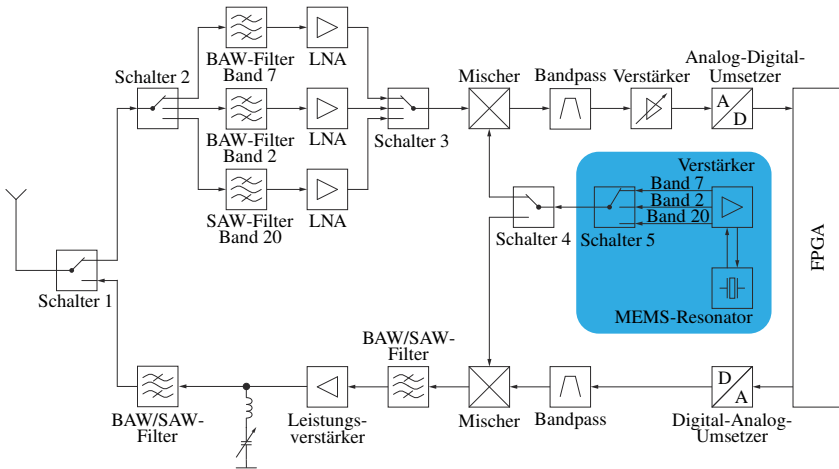 Schalter 2
BAW-Filter
Band 7
LNA
BAW-Filter
Band 2
LNA
SAW-Filter
Band 20
LNA
Schalter 3
Mischer
Bandpass
Verstärker
Analog-Digital-
Umsetzer
A
D
FPGA
Schalter 1
Schalter 4
Schalter 5
Band 7
Band 2
Band 20
Verstärker
MEMS-Resonator
BAW/SAW-
Filter
BAW/SAW-
Filter
Leistungs-
verstärker
Mischer
Bandpass
D
A
Digital-Analog-
Umsetzer